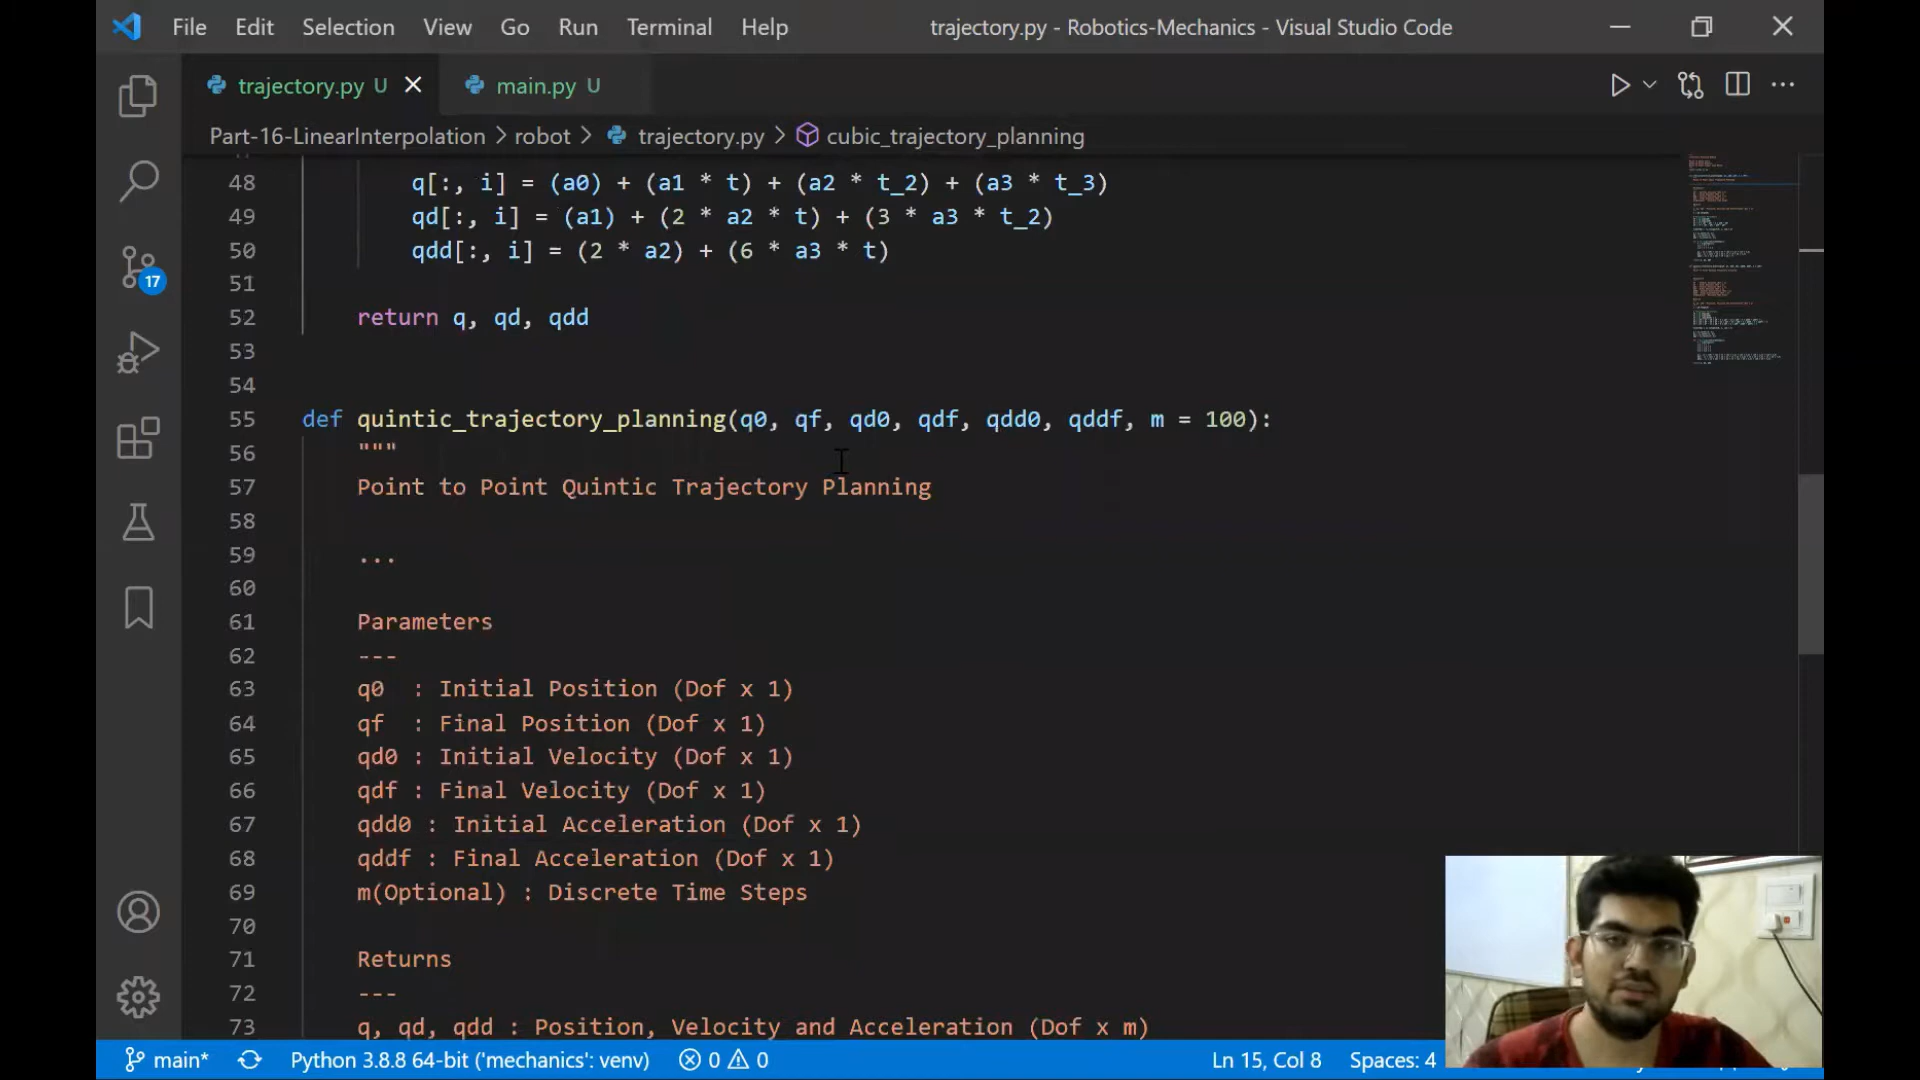 File Edit Selection View Go Run Terminal Help trajectory.py - Robotics-Mechanics - Visual Studio Code
trajectory.py U main.py U
Part-16-LinearInterpolation > robot > trajectory.py > cubic_trajectory_planning
48 q[:, i] = (a0) + (a1 * t) + (a2 * t_2) + (a3 * t_3)
49 qd[:, i] = (a1) + (2 * a2 * t) + (3 * a3 * t_2)
50 qdd[:, i] = (2 * a2) + (6 * a3 * t)
51
52 return q, qd, qdd
53
54
55 def quintic_trajectory_planning(q0, qf, qd0, qdf, qdd0, qddf, m = 100):
56 """
57 Point to Point Quintic Trajectory Planning
58
59 ...
60
61 Parameters
62 ---
63 q0 : Initial Position (Dof x 1)
64 qf : Final Position (Dof x 1)
65 qd0 : Initial Velocity (Dof x 1)
66 qdf : Final Velocity (Dof x 1)
67 qdd0 : Initial Acceleration (Dof x 1)
68 qddf : Final Acceleration (Dof x 1)
69 m(Optional) : Discrete Time Steps
70
71 Returns
72 ---
73 q, qd, qdd : Position, Velocity and Acceleration (Dof x m)
17
main* Python 3.8.8 64-bit ('mechanics': venv) 0 0 Ln 15, Col 8 Spaces: 4